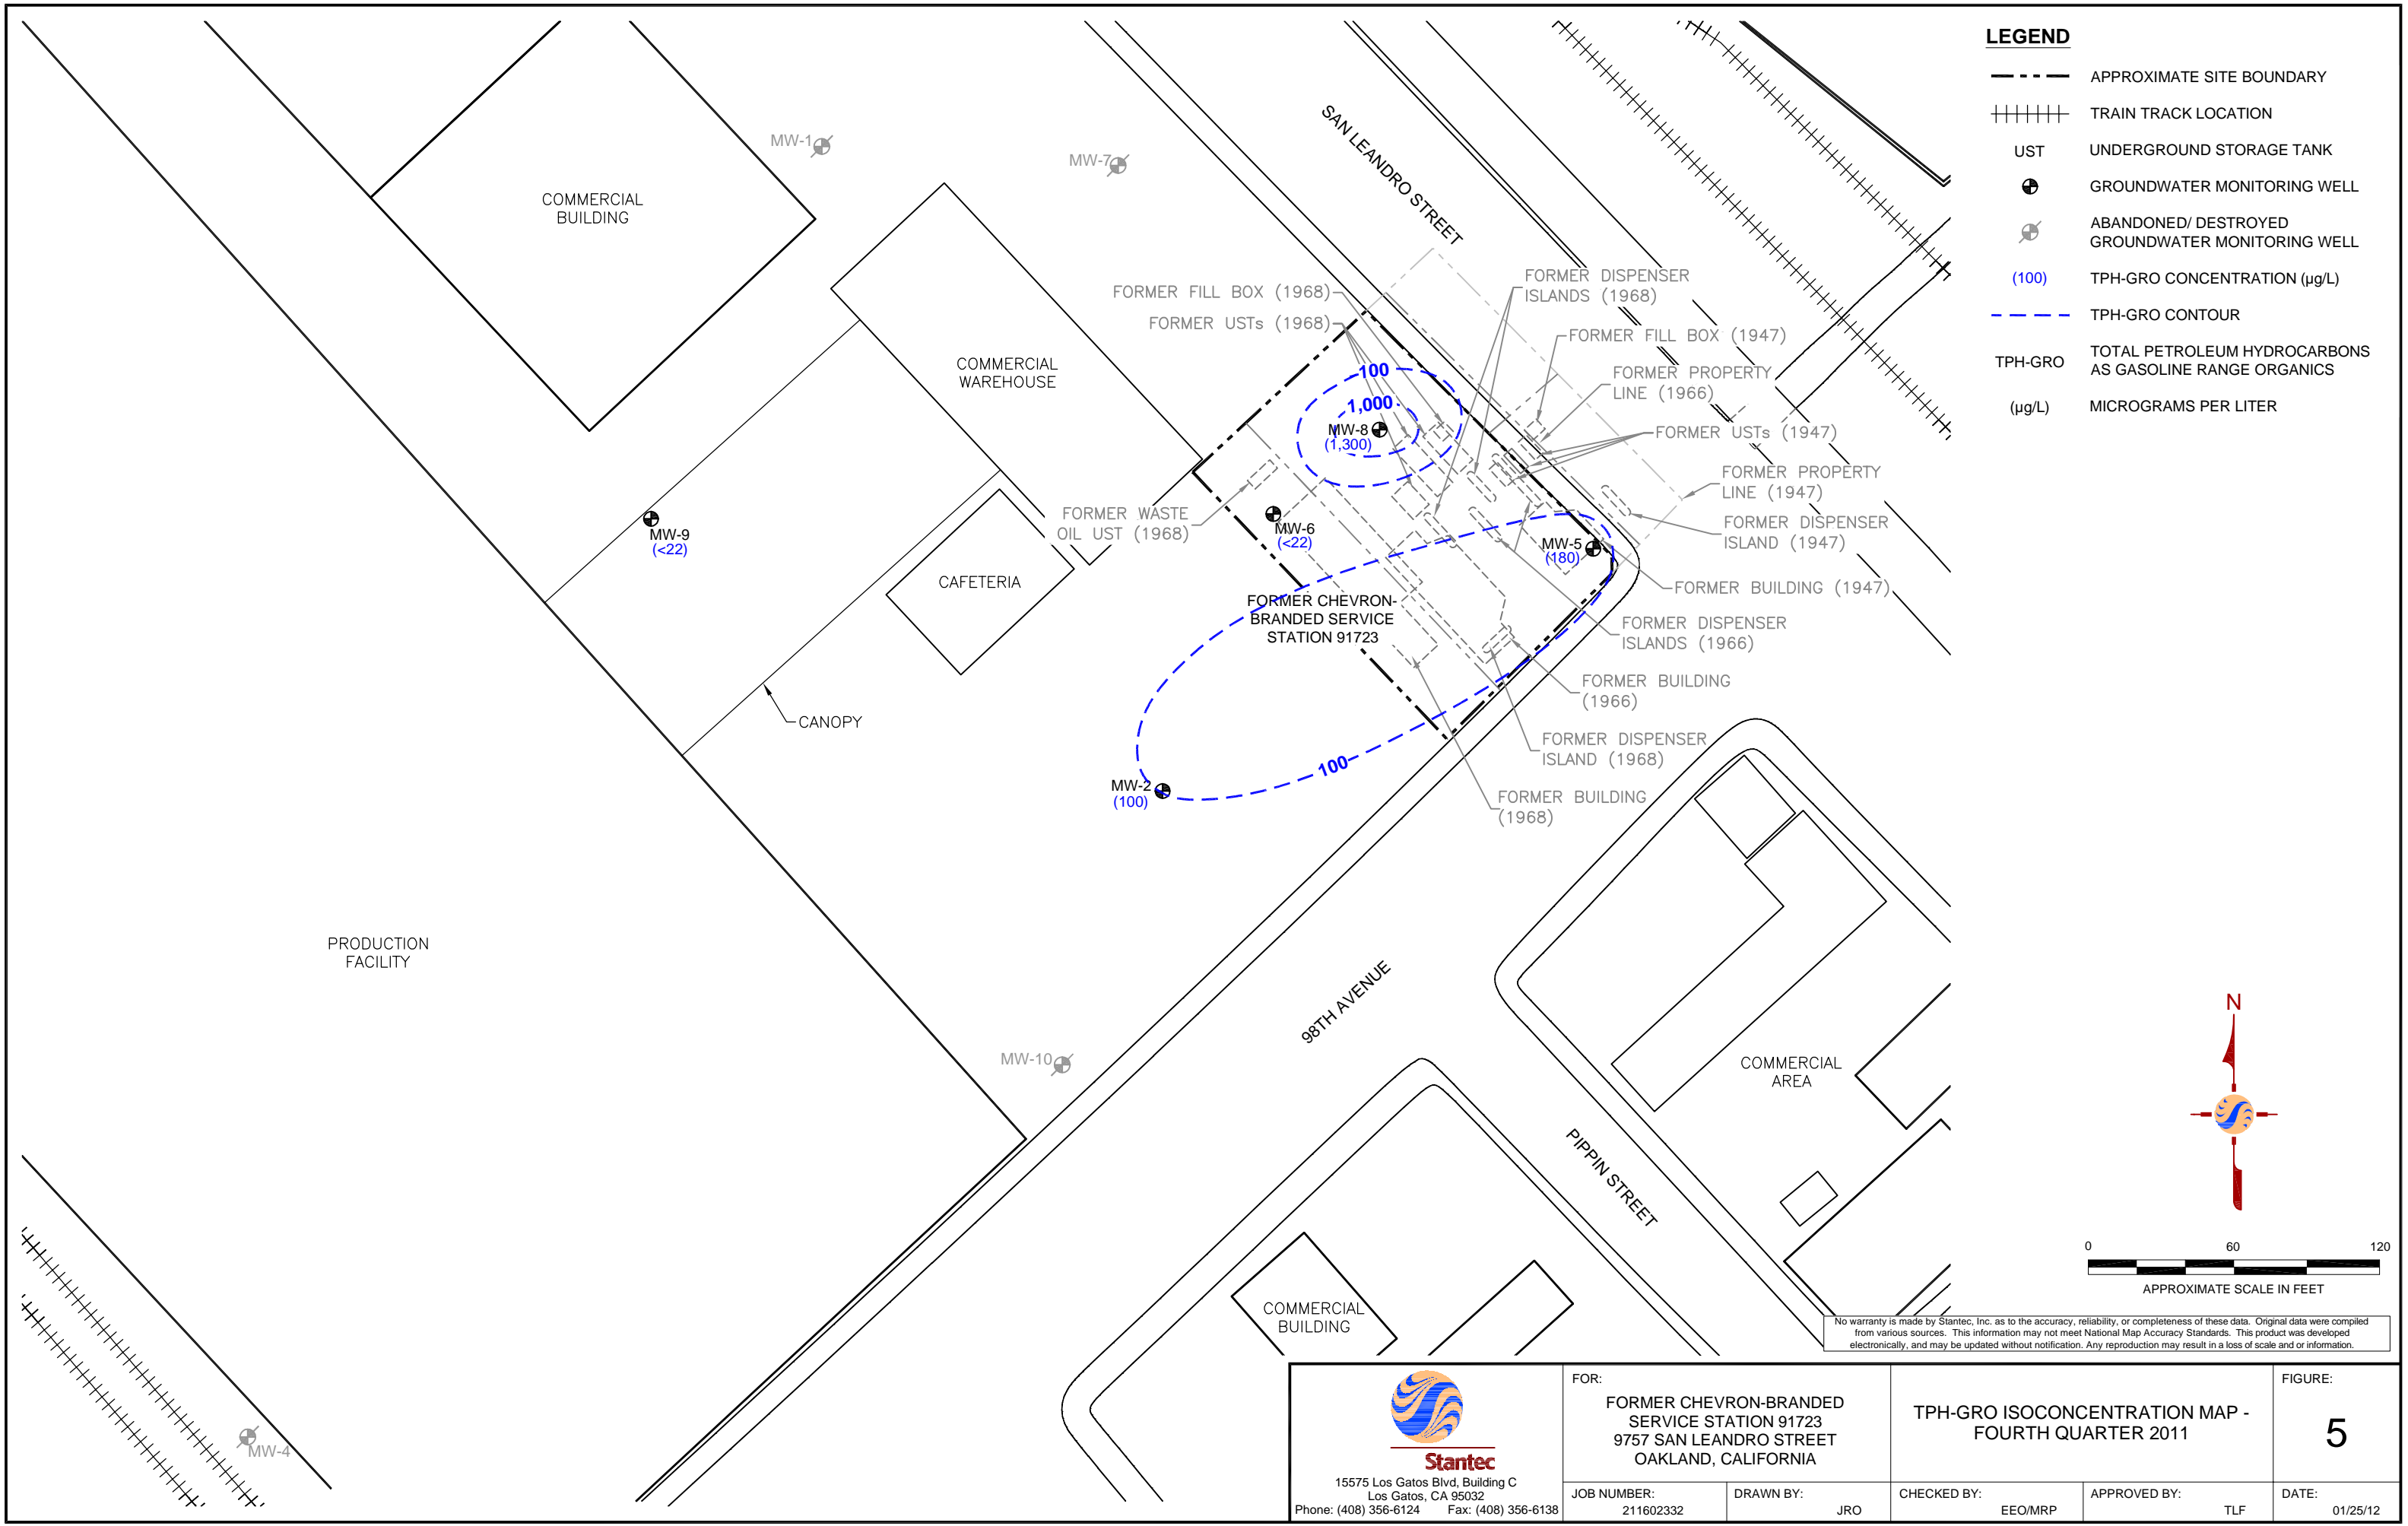 LEGEND
APPROXIMATE SITE BOUNDARY
TRAIN TRACK LOCATION
UST
UNDERGROUND STORAGE TANK
GROUNDWATER MONITORING WELL
ABANDONED/ DESTROYED
GROUNDWATER MONITORING WELL
(100)
TPH-GRO CONCENTRATION (µg/L)
TPH-GRO CONTOUR
TPH-GRO
TOTAL PETROLEUM HYDROCARBONS
AS GASOLINE RANGE ORGANICS
(µg/L)
MICROGRAMS PER LITER
MW-1
MW-7
SAN LEANDRO STREET
COMMERCIAL
BUILDING
COMMERCIAL
WAREHOUSE
FORMER FILL BOX (1968)
FORMER USTs (1968)
FORMER DISPENSER
ISLANDS (1968)
FORMER FILL BOX (1947)
FORMER PROPERTY
LINE (1966)
FORMER USTs (1947)
FORMER PROPERTY
LINE (1947)
FORMER DISPENSER
ISLAND (1947)
100
1,000
MW-8
(1,300)
FORMER WASTE
OIL UST (1968)
MW-6
(<22)
MW-5
(180)
MW-9
(<22)
CAFETERIA
FORMER BUILDING (1947)
FORMER CHEVRON-
BRANDED SERVICE
STATION 91723
FORMER DISPENSER
ISLANDS (1966)
FORMER BUILDING
(1966)
CANOPY
FORMER DISPENSER
ISLAND (1968)
100
MW-2
(100)
FORMER BUILDING
(1968)
PRODUCTION
FACILITY
98TH AVENUE
MW-10
COMMERCIAL
AREA
PIPPIN STREET
COMMERCIAL
BUILDING
MW-4
N
0
60
120
APPROXIMATE SCALE IN FEET
No warranty is made by Stantec, Inc. as to the accuracy, reliability, or completeness of these data. Original data were compiled
from various sources. This information may not meet National Map Accuracy Standards. This product was developed
electronically, and may be updated without notification. Any reproduction may result in a loss of scale and or information.
Stantec
15575 Los Gatos Blvd, Building C
Los Gatos, CA 95032
Phone: (408) 356-6124 Fax: (408) 356-6138
FOR:
FORMER CHEVRON-BRANDED
SERVICE STATION 91723
9757 SAN LEANDRO STREET
OAKLAND, CALIFORNIA
TPH-GRO ISOCONCENTRATION MAP -
FOURTH QUARTER 2011
FIGURE:
5
JOB NUMBER:
211602332
DRAWN BY:
JRO
CHECKED BY:
EEO/MRP
APPROVED BY:
TLF
DATE:
01/25/12